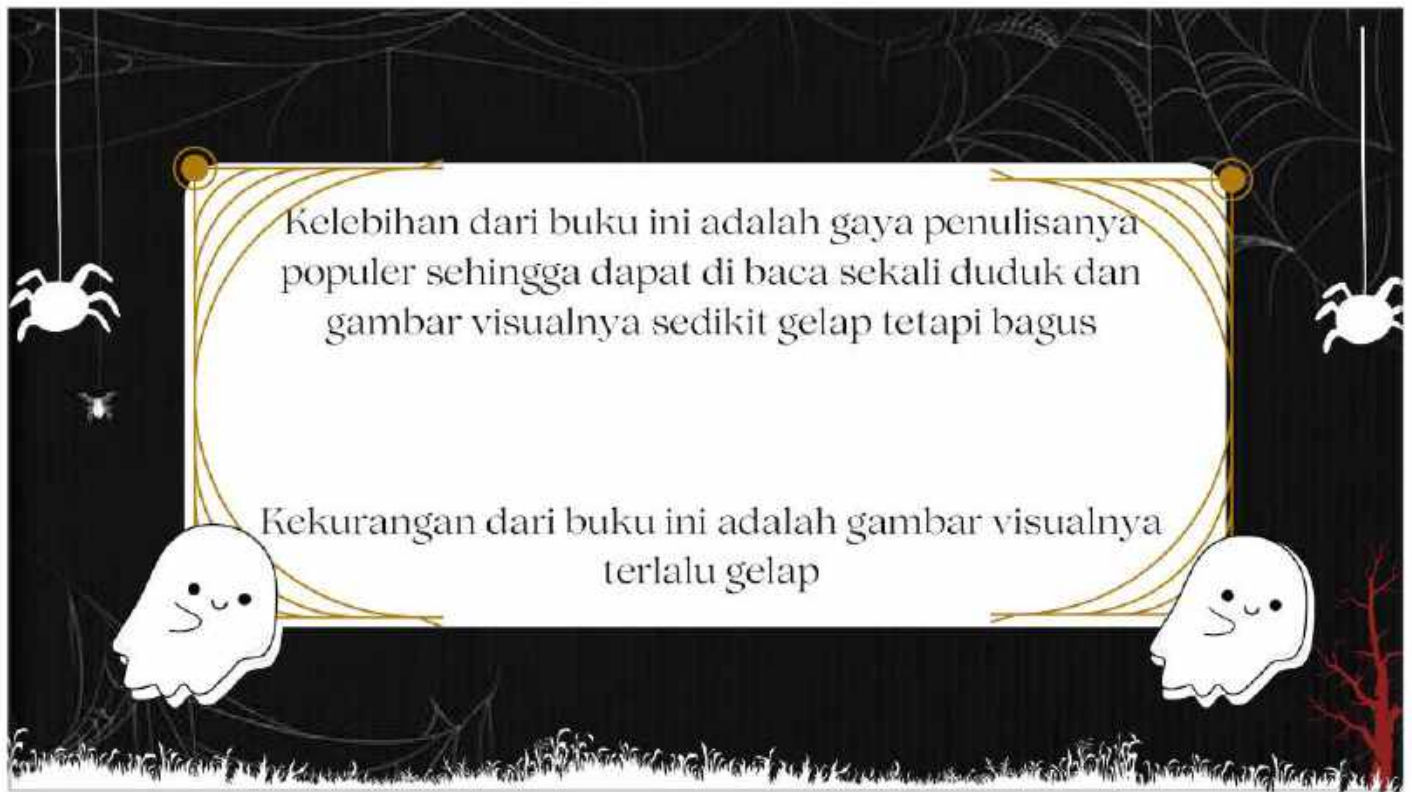 Kelebihan dari buku ini adalah gaya penulisanya
populer sehingga dapat di baca sekali duduk dan
gambar visualnya sedikit gelap tetapi bagus
Kekurangan dari buku ini adalah gambar visualnya
terlalu gelap